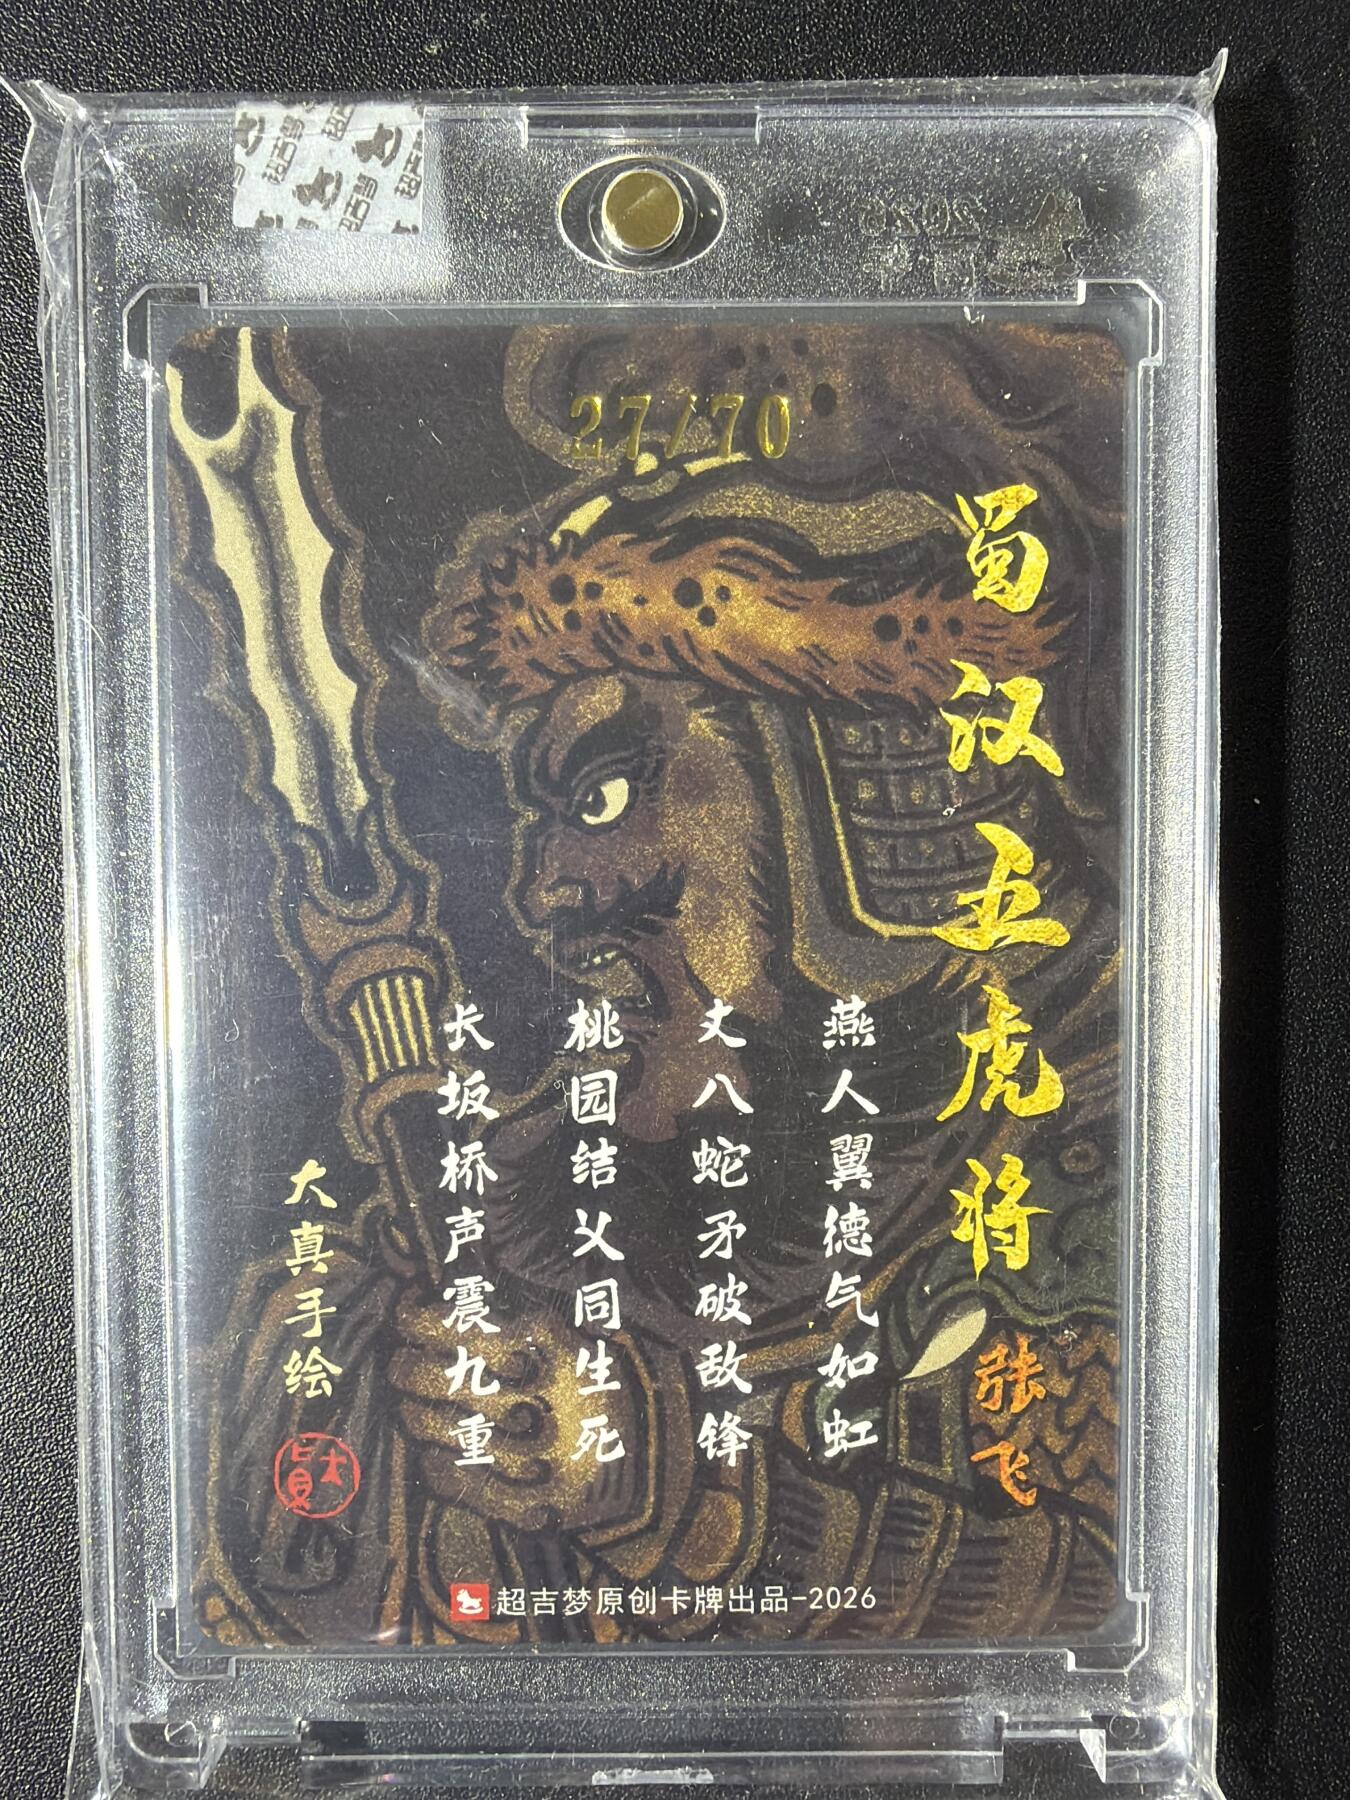 27/70
蜀汉五虎将
张飞
燕人翼德气如虹
丈八蛇矛破敌锋
桃园结义同生死
长坂桥声震九重
大真手绘
超吉梦原创卡牌出品-2026